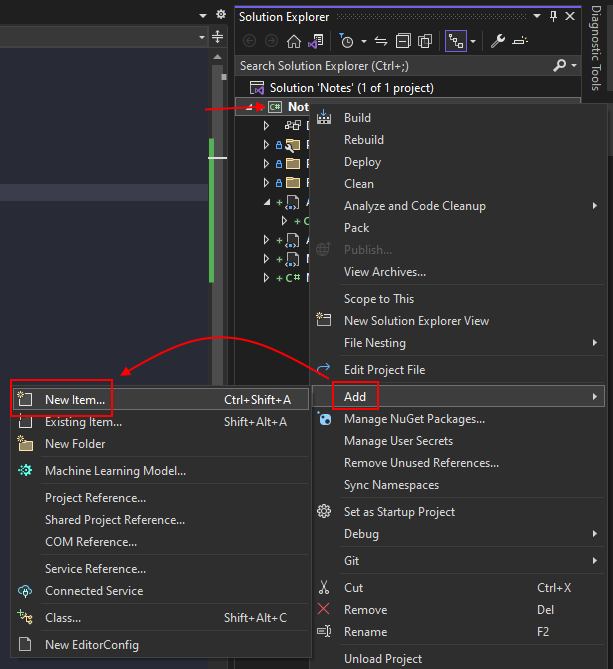 Solution Explorer
Search Solution Explorer (Ctrl+;)
Solution 'Notes' (1 of 1 project)
Diagnostic Tools
C#
Build
Rebuild
Deploy
Clean
Analyze and Code Cleanup
Pack
Publish...
View Archives...
Scope to This
New Solution Explorer View
File Nesting
Edit Project File
Add
Manage NuGet Packages...
Manage User Secrets
Remove Unused References...
Sync Namespaces
Set as Startup Project
Debug
Git
Cut Ctrl+X
Remove Del
Rename F2
Unload Project
New Item... Ctrl+Shift+A
Existing Item... Shift+Alt+A
New Folder
Machine Learning Model...
Project Reference...
Shared Project Reference...
COM Reference...
Service Reference...
Connected Service
Class... Shift+Alt+C
New EditorConfig